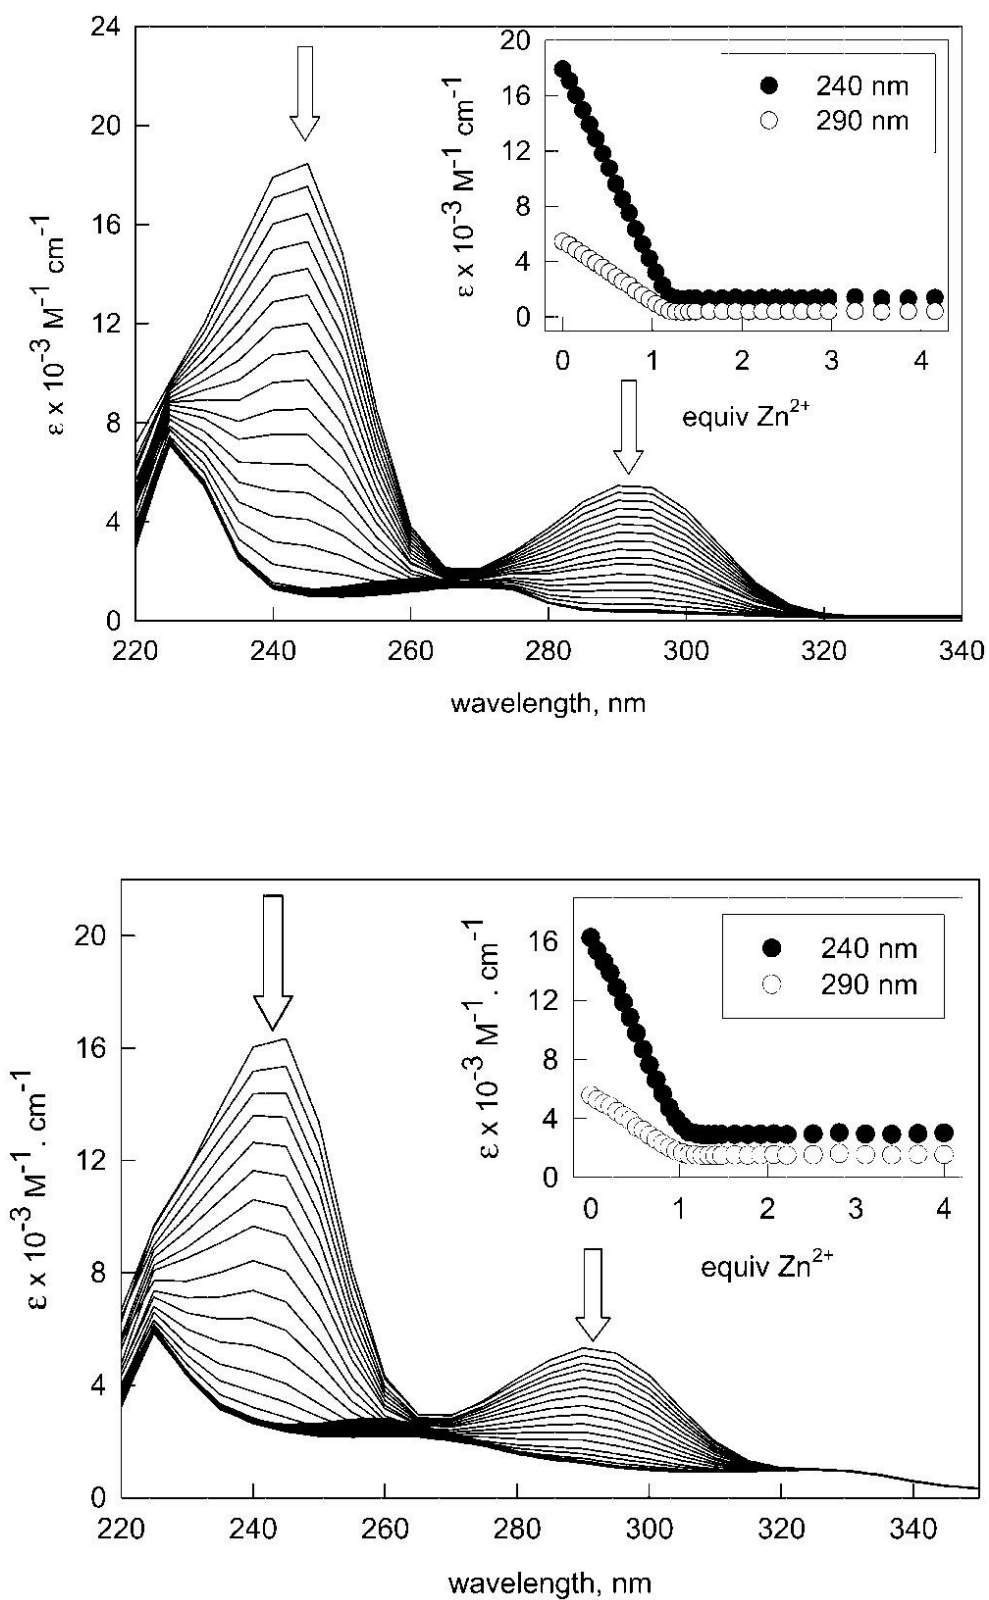 24
20
16
12
8
4
0
ε x 10⁻³ M⁻¹ cm⁻¹
220 240 260 280 300 320 340
wavelength, nm
20
16
12
8
4
0
ε x 10⁻³ M⁻¹ cm⁻¹
240 nm
290 nm
0 1 2 3 4
equiv Zn²⁺
20
16
12
8
4
0
ε x 10⁻³ M⁻¹ . cm⁻¹
220 240 260 280 300 320 340
wavelength, nm
16
12
8
4
0
ε x 10⁻³ M⁻¹ . cm⁻¹
240 nm
290 nm
0 1 2 3 4
equiv Zn²⁺